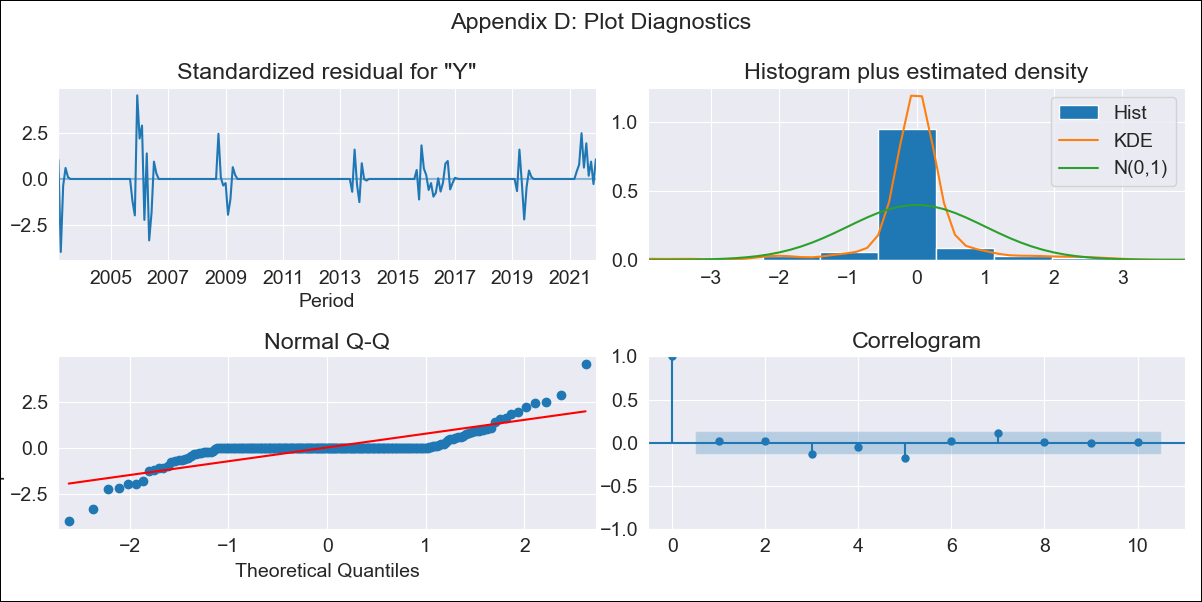 Appendix D: Plot Diagnostics
Standardized residual for "Y"
2.5
0.0
−2.5
2005 2007 2009 2011 2013 2015 2017 2019 2021
Period
Histogram plus estimated density
1.0
0.5
0.0
−3 −2 −1 0 1 2 3
Hist
KDE
N(0,1)
Normal Q-Q
2.5
0.0
−2.5
−2 −1 0 1 2
Theoretical Quantiles
Correlogram
1.0
0.5
0.0
−0.5
−1.0
0 2 4 6 8 10